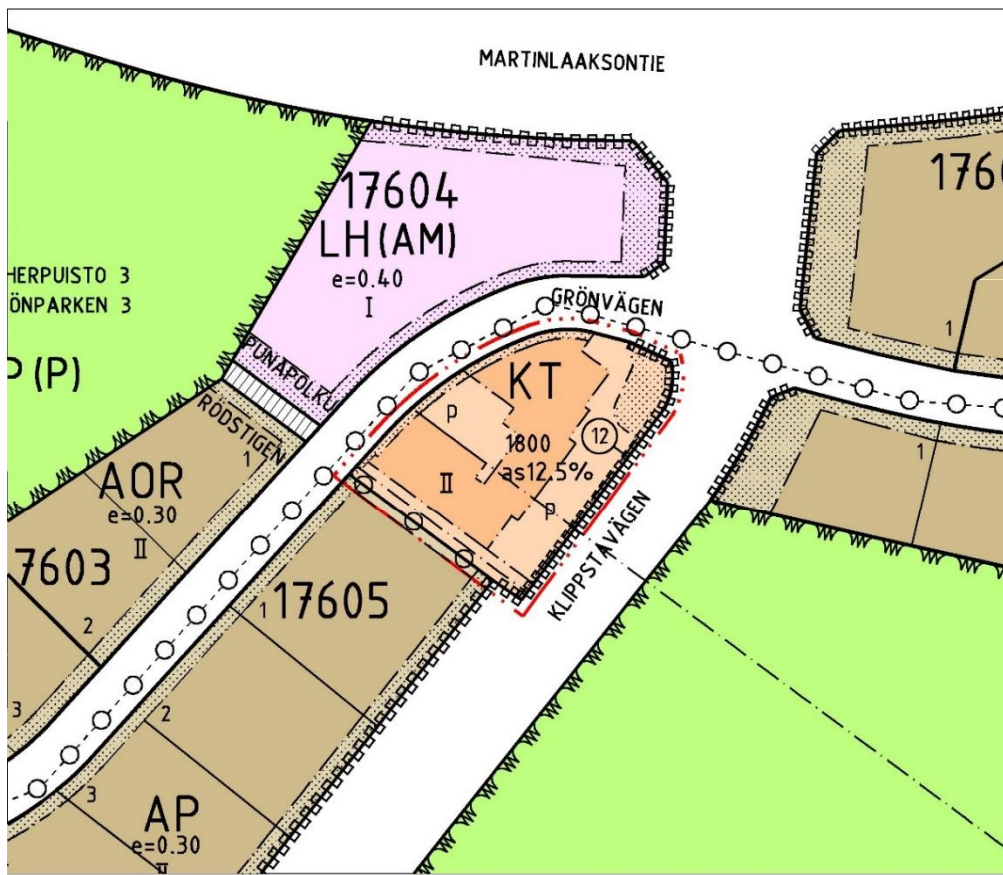 MARTINLAAKSONTIE
17604
LH (AM)
e=0.40
I
HERPUISTO 3
ÖNPARKEN 3
P (P)
PUNAPOLKU
RÖDSTIGEN
GRÖNVÄGEN
KT
p
1800
12
as12.5%
II
p
KLIPPSTAVÄGEN
1
1
1
AOR
e=0.30
II
7603
2
3
17605
1
2
3
AP
e=0.30